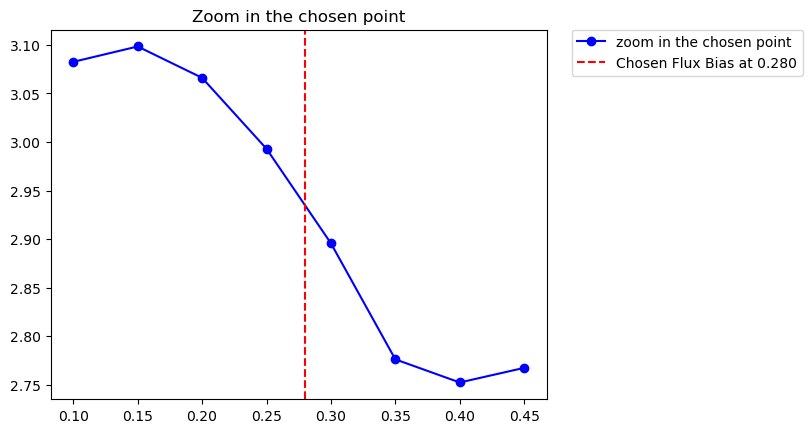 Zoom in the chosen point
zoom in the chosen point
Chosen Flux Bias at 0.280
3.10
3.05
3.00
2.95
2.90
2.85
2.80
2.75
0.10 0.15 0.20 0.25 0.30 0.35 0.40 0.45